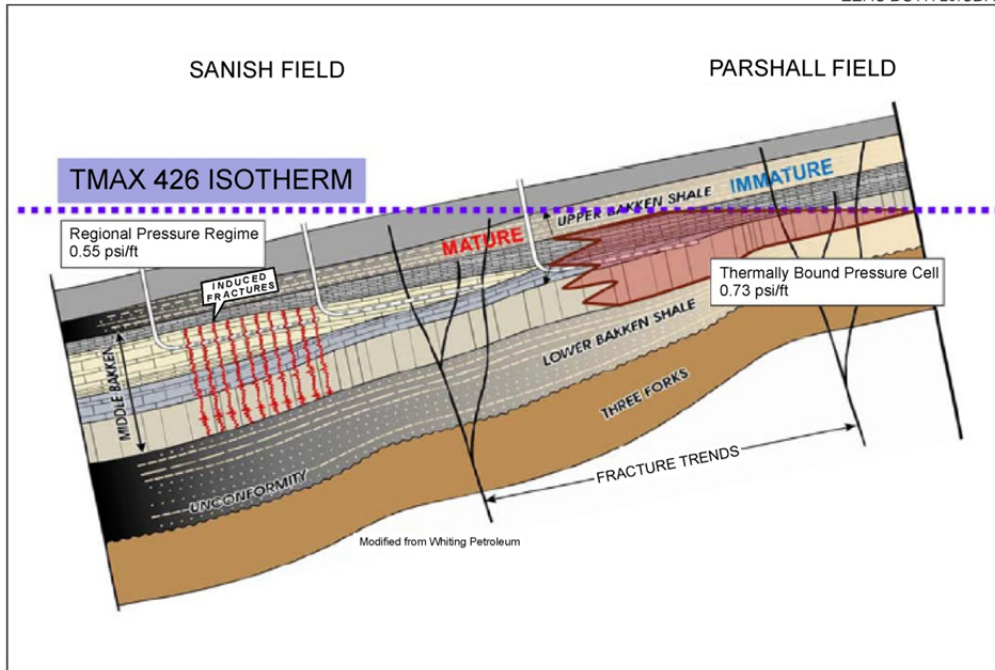 SANISH FIELD
PARSHALL FIELD
TMAX 426 ISOTHERM
IMMATURE
UPPER BAKKEN SHALE
MATURE
Regional Pressure Regime
0.55 psi/ft
INDUCED
FRACTURES
Thermally Bound Pressure Cell
0.73 psi/ft
MIDDLE BAKKEN
LOWER BAKKEN SHALE
THREE FORKS
UNCONFORMITY
FRACTURE TRENDS
Modified from Whiting Petroleum